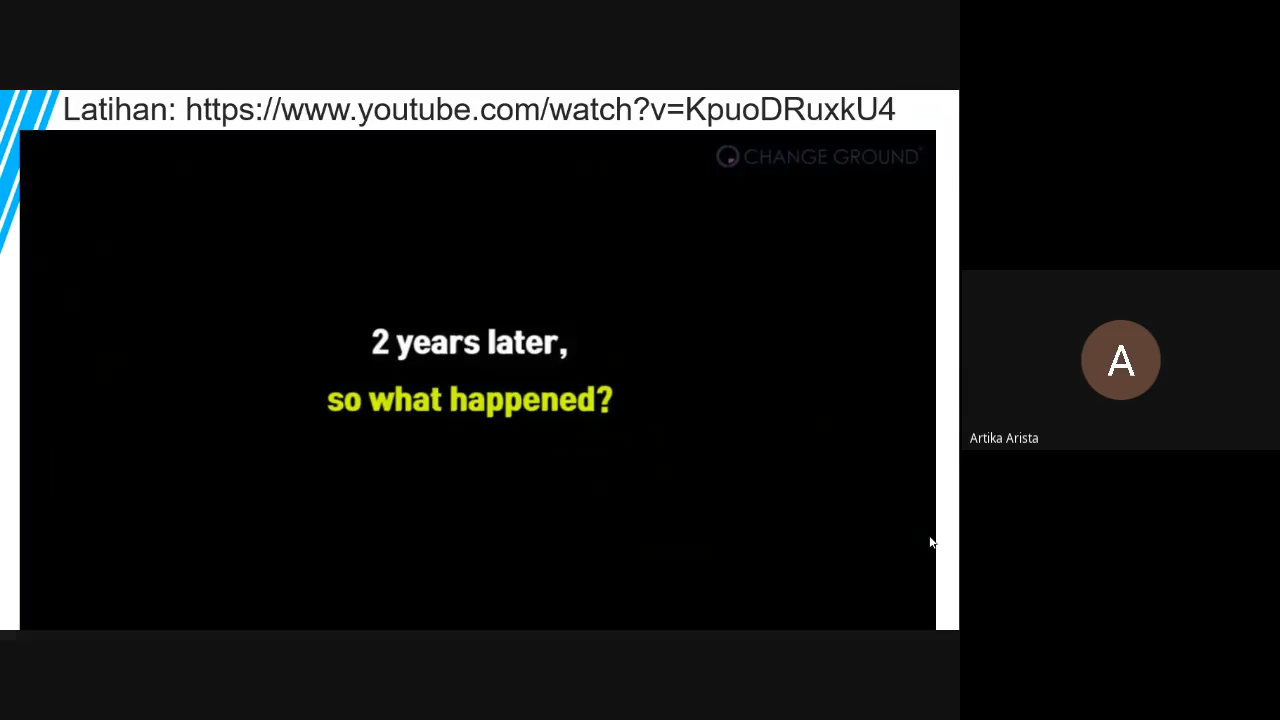 Latihan: https://www.youtube.com/watch?v=KpuoDRuxkU4
CHANGE GROUND
2 years later,
so what happened?
A
Artika Arista